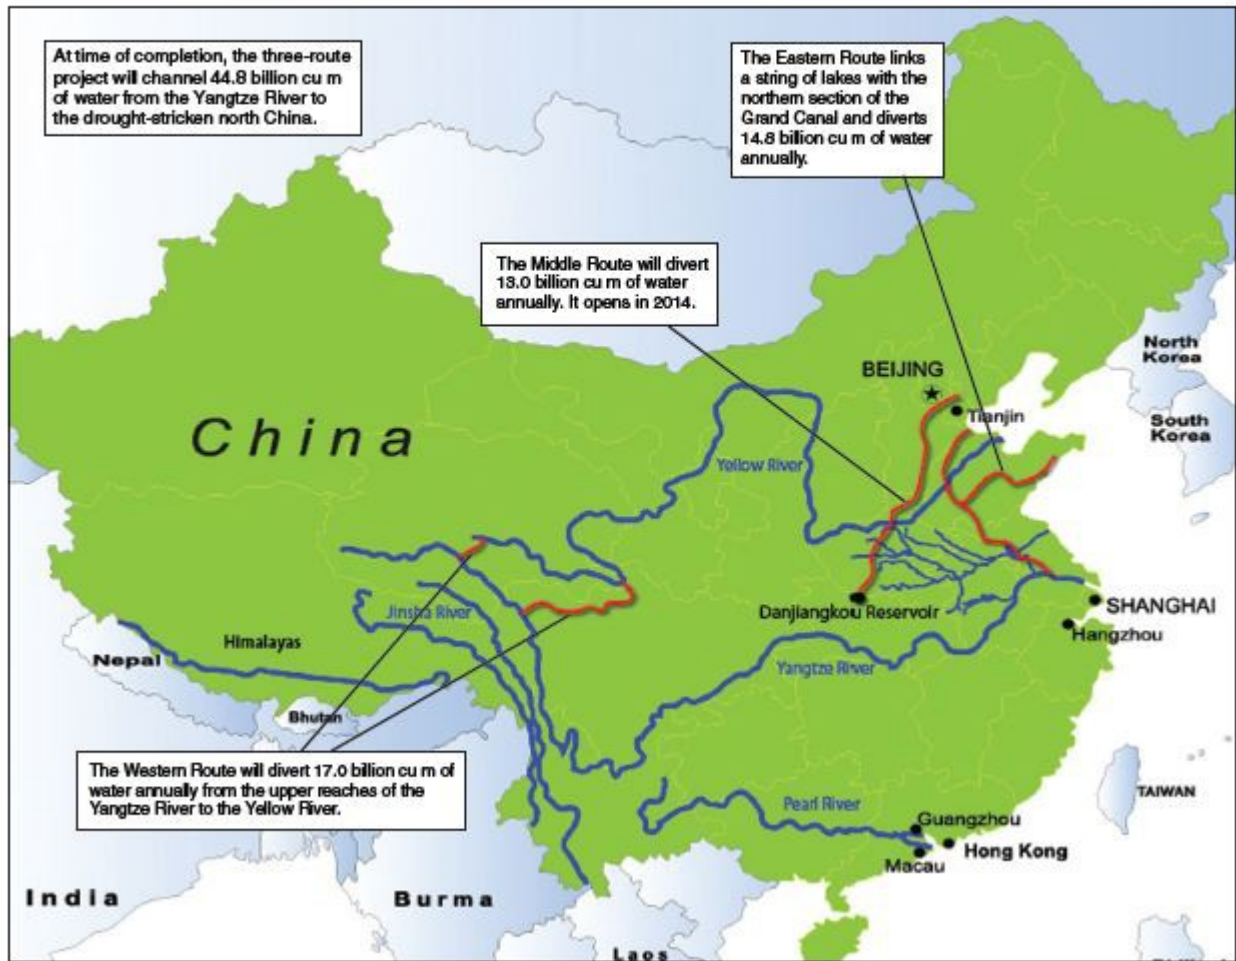 At time of completion, the three-route
project will channel 44.8 billion cu m
of water from the Yangtze River to
the drought-stricken north China.
The Eastern Route links
a string of lakes with the
northern section of the
Grand Canal and diverts
14.8 billion cu m of water
annually.
The Middle Route will divert
13.0 billion cu m of water
annually. It opens in 2014.
North
Korea
BEIJING
Tianjin
South
Korea
China
Yellow River
Jinsha River
Danjiangkou Reservoir
SHANGHAI
Hangzhou
Himalayas
Nepal
Yangtze River
Bhutan
The Western Route will divert 17.0 billion cu m of
water annually from the upper reaches of the
Yangtze River to the Yellow River.
TAIWAN
Pearl River
Guangzhou
Hong Kong
Macau
India
Burma
Laos